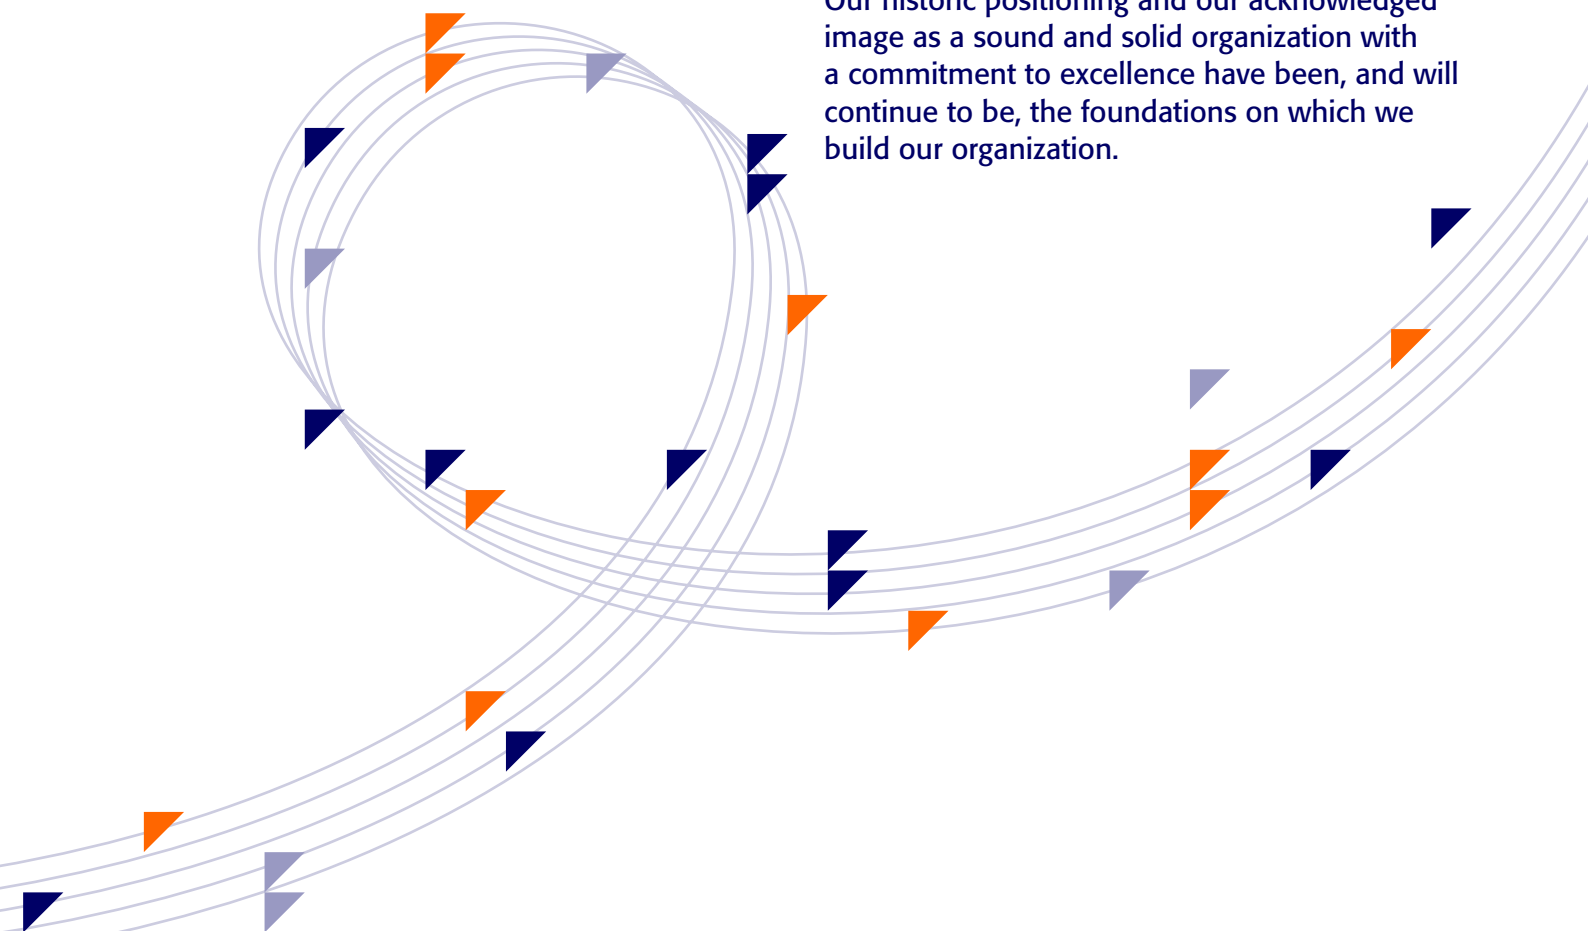 Our historic positioning and our acknowledged
image as a sound and solid organization with
a commitment to excellence have been, and will
continue to be, the foundations on which we
build our organization.